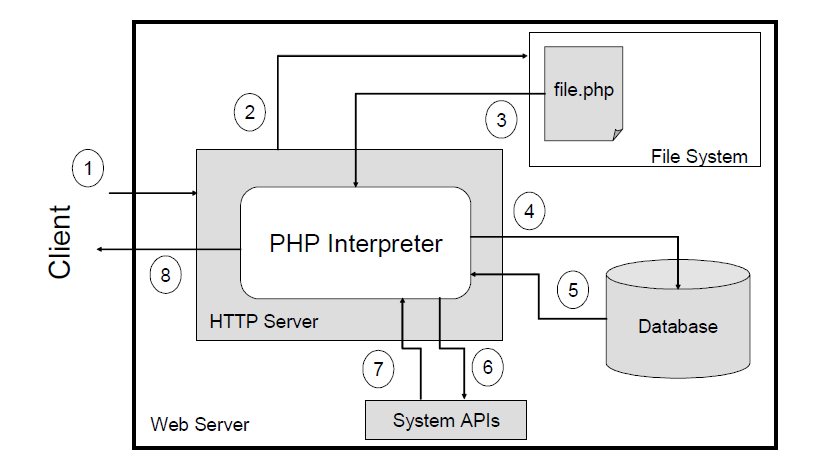 file.php
2
3
File System
1
4
Client
PHP Interpreter
8
5
HTTP Server
Database
7
6
System APIs
Web Server